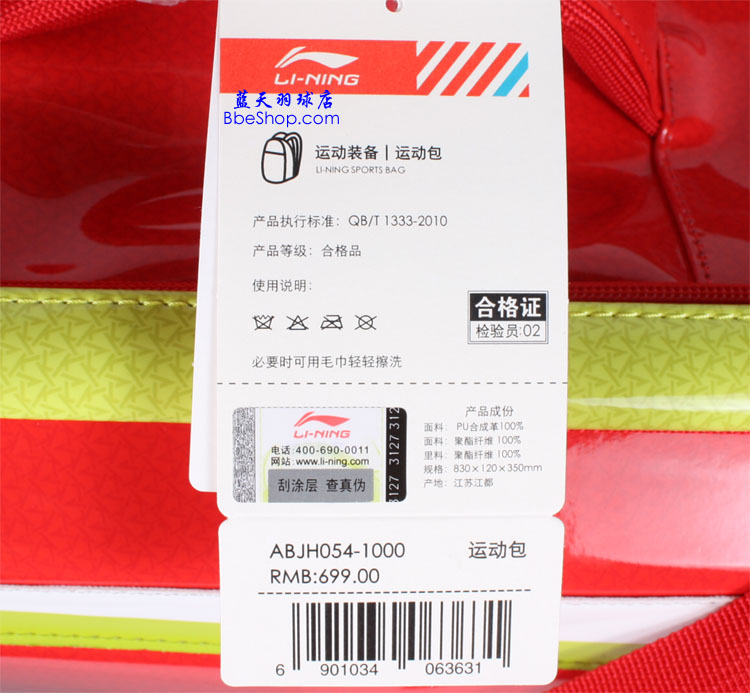 LI-NING
蓝天羽球店
BbeShop.com
运动装备 | 运动包
LI-NING SPORTS BAG
产品执行标准: QB/T 1333-2010
产品等级: 合格品
使用说明:
合格证
检验员:02
必要时可用毛巾轻轻擦洗
LI-NING
电话:400-690-0011
网站:www.li-ning.com
刮涂层 查真伪
3127 3127 312
产品成份
面料: PU合成革100%
面料: 聚酯纤维 100%
里料: 聚酯纤维 100%
规格: 830×120×350mm
产地: 江苏江都
ABJH054-1000 运动包
RMB:699.00
6 901034 063631